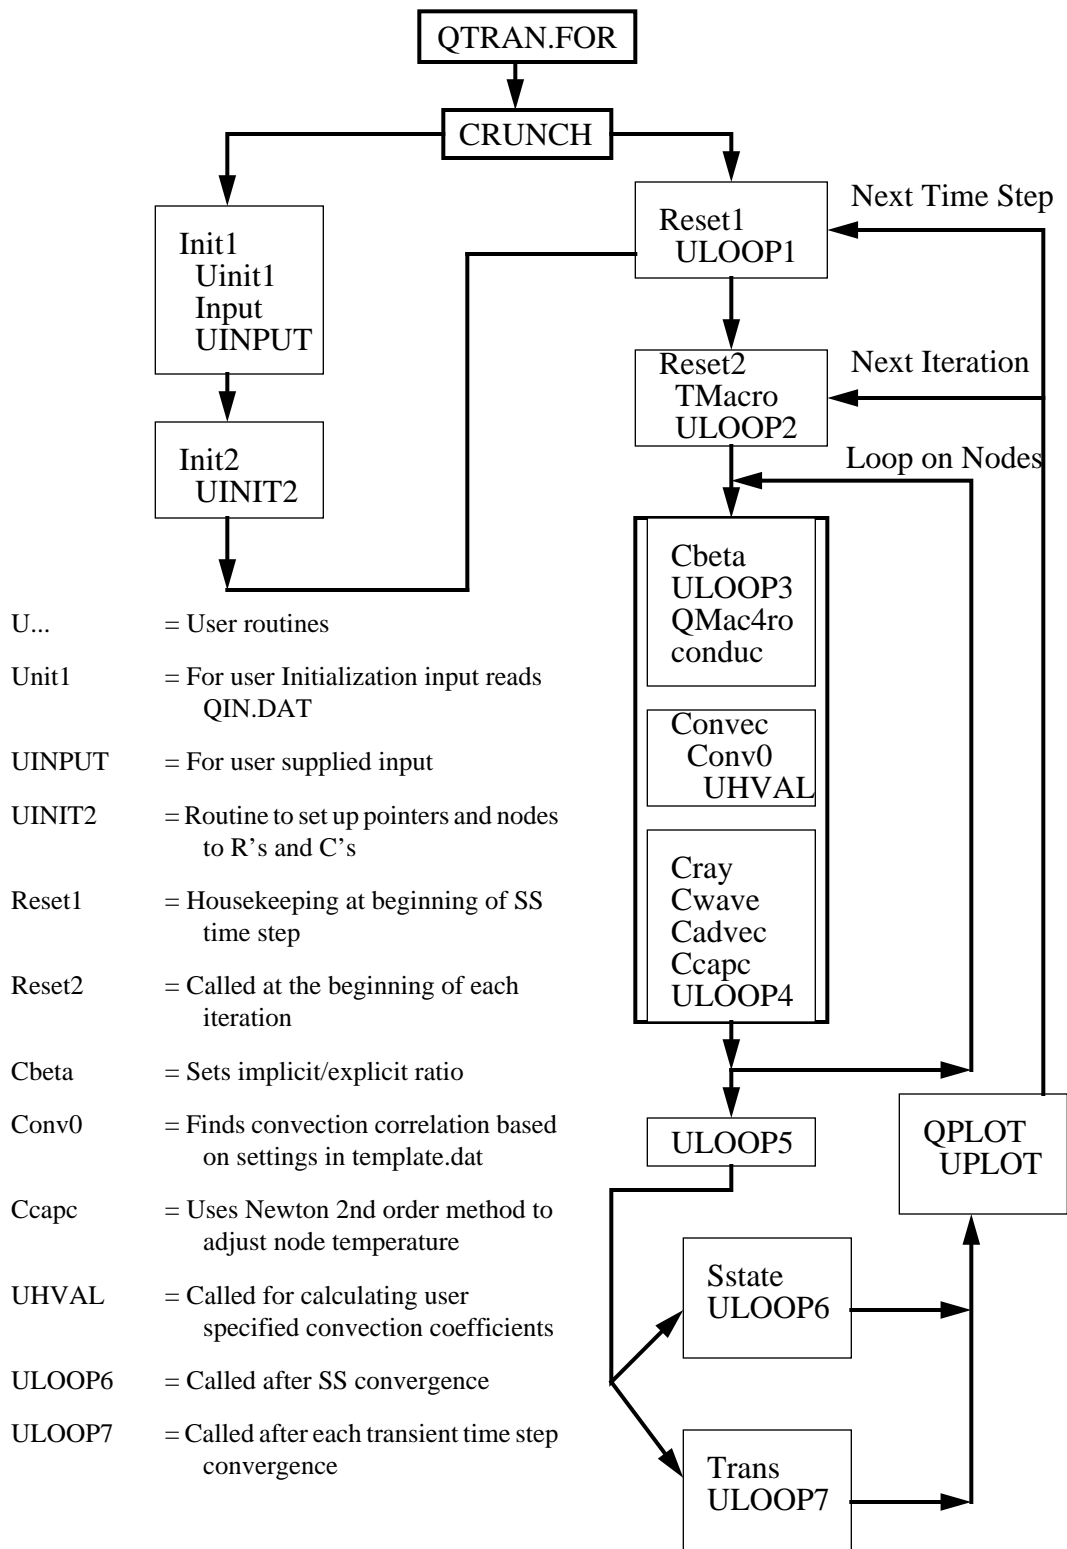 QTRAN.FOR
CRUNCH
Init1
Uinit1
Input
UINPUT
Init2
UINIT2
Reset1
ULOOP1
Next Time Step
Reset2
TMacro
ULOOP2
Next Iteration
Loop on Nodes
Cbeta
ULOOP3
QMac4ro
conduc
Convec
Conv0
UHVAL
Cray
Cwave
Cadvec
Ccapc
ULOOP4
ULOOP5
QPLOT
UPLOT
Sstate
ULOOP6
Trans
ULOOP7
U... = User routines
Unit1 = For user Initialization input reads
QIN.DAT
UINPUT = For user supplied input
UINIT2 = Routine to set up pointers and nodes
to R’s and C’s
Reset1 = Housekeeping at beginning of SS
time step
Reset2 = Called at the beginning of each
iteration
Cbeta = Sets implicit/explicit ratio
Conv0 = Finds convection correlation based
on settings in template.dat
Ccapc = Uses Newton 2nd order method to
adjust node temperature
UHVAL = Called for calculating user
specified convection coefficients
ULOOP6 = Called after SS convergence
ULOOP7 = Called after each transient time step
convergence